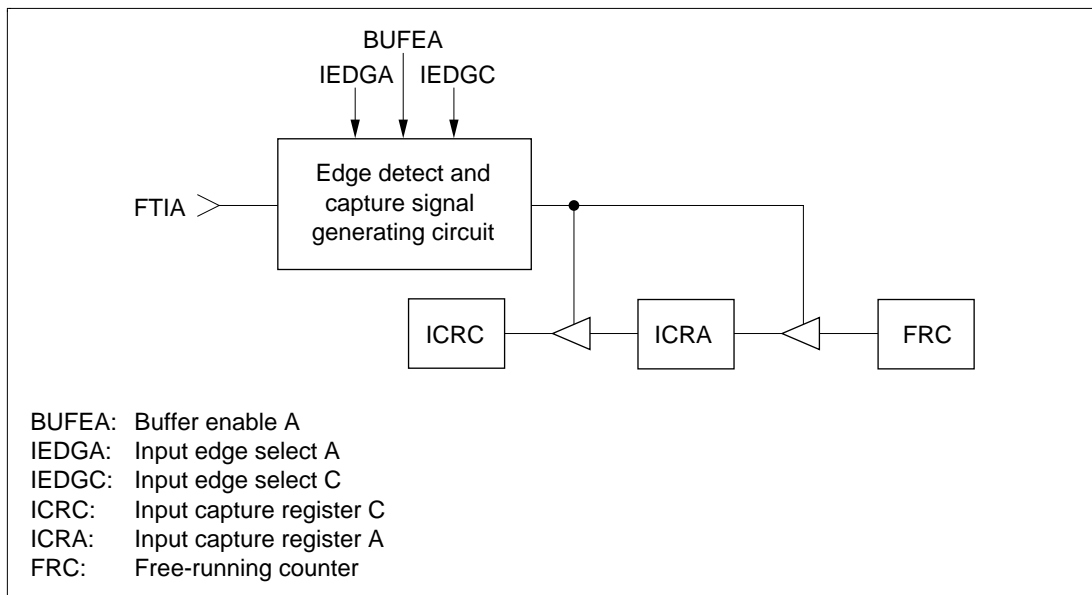 BUFEA
IEDGA IEDGC
Edge detect and
capture signal
generating circuit
FTIA
ICRC ICRA FRC
BUFEA: Buffer enable A
IEDGA: Input edge select A
IEDGC: Input edge select C
ICRC: Input capture register C
ICRA: Input capture register A
FRC: Free-running counter